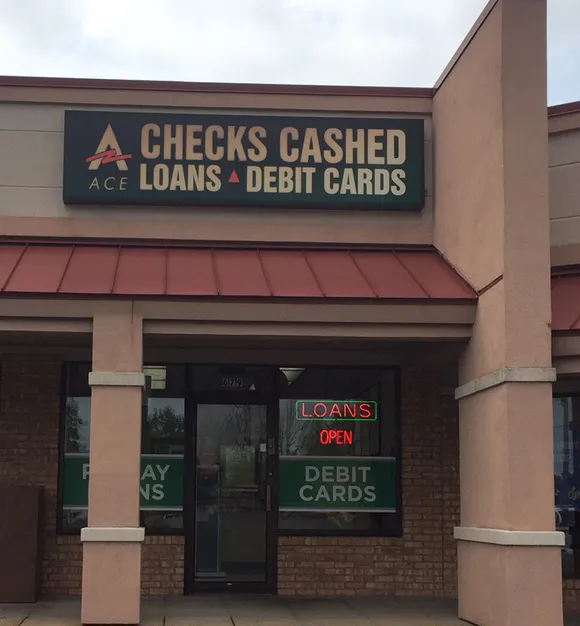 CHECKS CASHED
ACE
LOANS DEBIT CARDS
LOANS
OPEN
DEBIT
CARDS